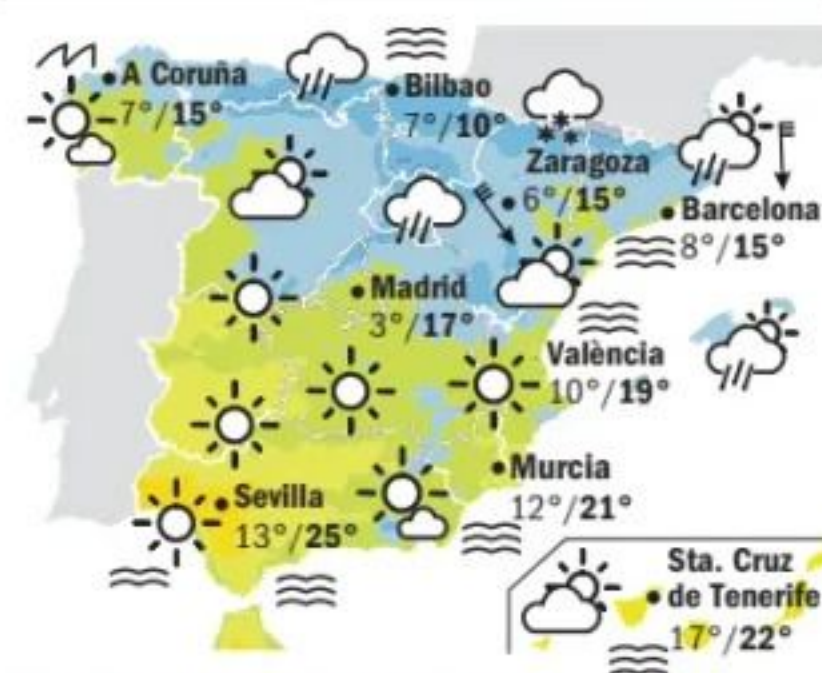 A Coruña
7°/15°
Bilbao
7°/10°
Zaragoza
6°/15°
Barcelona
8°/15°
Madrid
3°/17°
València
10°/19°
Murcia
12°/21°
Sevilla
13°/25°
Sta. Cruz
de Tenerife
17°/22°